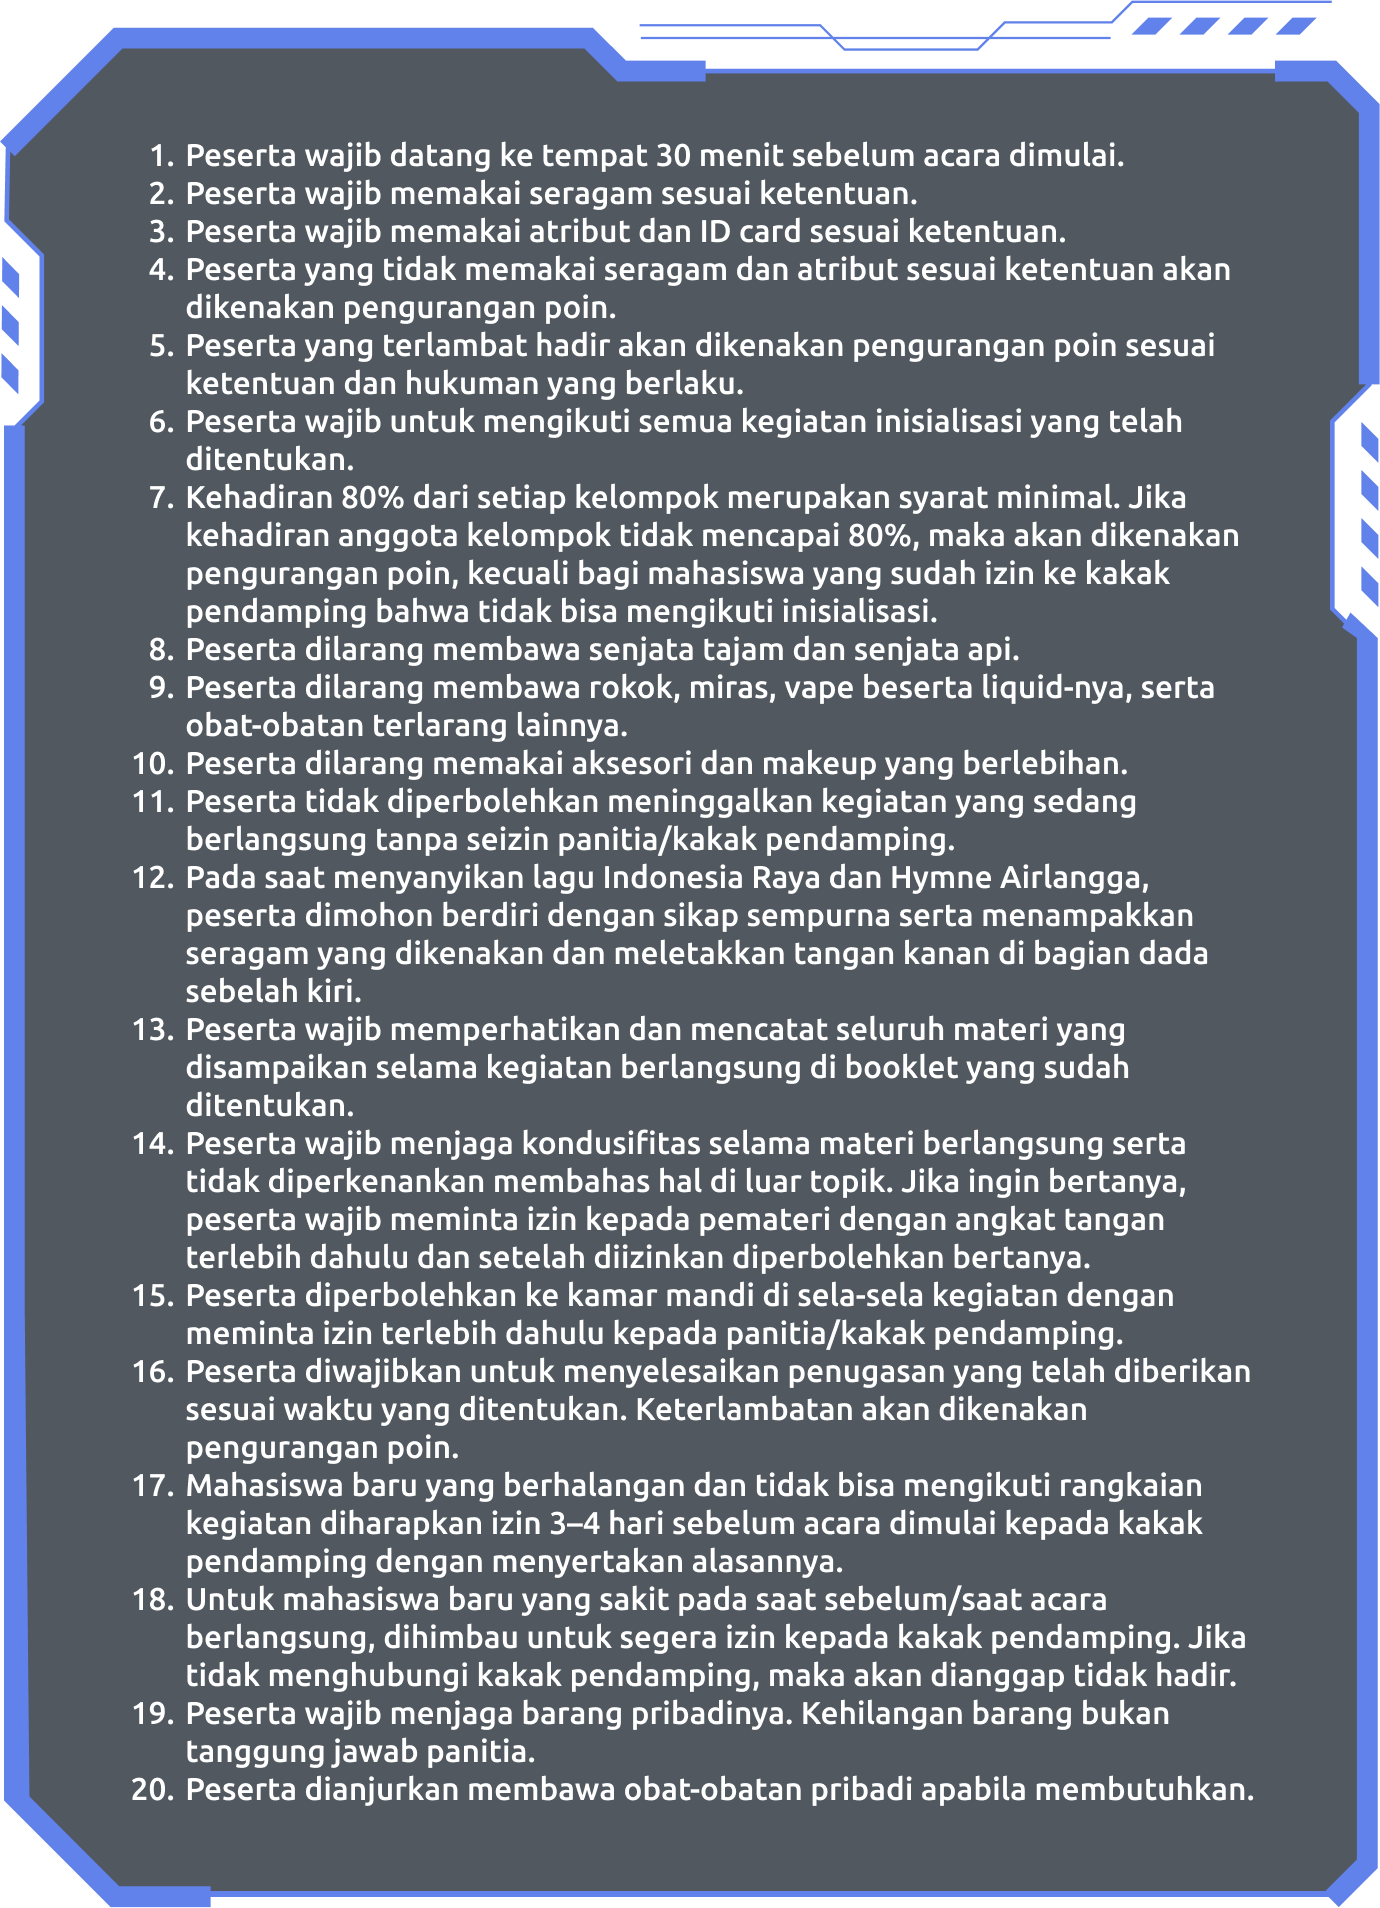 1. Peserta wajib datang ke tempat 30 menit sebelum acara dimulai.
2. Peserta wajib memakai seragam sesuai ketentuan.
3. Peserta wajib memakai atribut dan ID card sesuai ketentuan.
4. Peserta yang tidak memakai seragam dan atribut sesuai ketentuan akan
dikenakan pengurangan poin.
5. Peserta yang terlambat hadir akan dikenakan pengurangan poin sesuai
ketentuan dan hukuman yang berlaku.
6. Peserta wajib untuk mengikuti semua kegiatan inisialisasi yang telah
ditentukan.
7. Kehadiran 80% dari setiap kelompok merupakan syarat minimal. Jika
kehadiran anggota kelompok tidak mencapai 80%, maka akan dikenakan
pengurangan poin, kecuali bagi mahasiswa yang sudah izin ke kakak
pendamping bahwa tidak bisa mengikuti inisialisasi.
8. Peserta dilarang membawa senjata tajam dan senjata api.
9. Peserta dilarang membawa rokok, miras, vape beserta liquid-nya, serta
obat-obatan terlarang lainnya.
10. Peserta dilarang memakai aksesori dan makeup yang berlebihan.
11. Peserta tidak diperbolehkan meninggalkan kegiatan yang sedang
berlangsung tanpa seizin panitia/kakak pendamping.
12. Pada saat menyanyikan lagu Indonesia Raya dan Hymne Airlangga,
peserta dimohon berdiri dengan sikap sempurna serta menampakkan
seragam yang dikenakan dan meletakkan tangan kanan di bagian dada
sebelah kiri.
13. Peserta wajib memperhatikan dan mencatat seluruh materi yang
disampaikan selama kegiatan berlangsung di booklet yang sudah
ditentukan.
14. Peserta wajib menjaga kondusifitas selama materi berlangsung serta
tidak diperkenankan membahas hal di luar topik. Jika ingin bertanya,
peserta wajib meminta izin kepada pemateri dengan angkat tangan
terlebih dahulu dan setelah diizinkan diperbolehkan bertanya.
15. Peserta diperbolehkan ke kamar mandi di sela-sela kegiatan dengan
meminta izin terlebih dahulu kepada panitia/kakak pendamping.
16. Peserta diwajibkan untuk menyelesaikan penugasan yang telah diberikan
sesuai waktu yang ditentukan. Keterlambatan akan dikenakan
pengurangan poin.
17. Mahasiswa baru yang berhalangan dan tidak bisa mengikuti rangkaian
kegiatan diharapkan izin 3–4 hari sebelum acara dimulai kepada kakak
pendamping dengan menyertakan alasannya.
18. Untuk mahasiswa baru yang sakit pada saat sebelum/saat acara
berlangsung, dihimbau untuk segera izin kepada kakak pendamping. Jika
tidak menghubungi kakak pendamping, maka akan dianggap tidak hadir.
19. Peserta wajib menjaga barang pribadinya. Kehilangan barang bukan
tanggung jawab panitia.
20. Peserta dianjurkan membawa obat-obatan pribadi apabila membutuhkan.